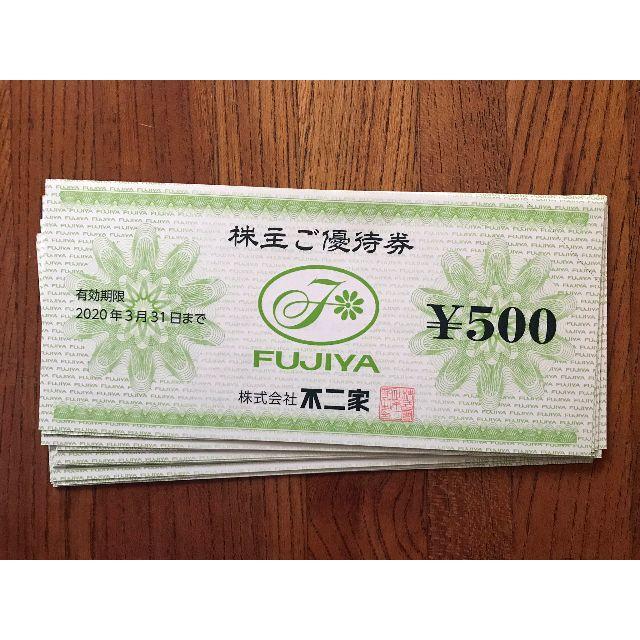 株主ご優待券
有効期限
2020年3月31日まで
F
FUJIYA
¥500
株式会社 不二家